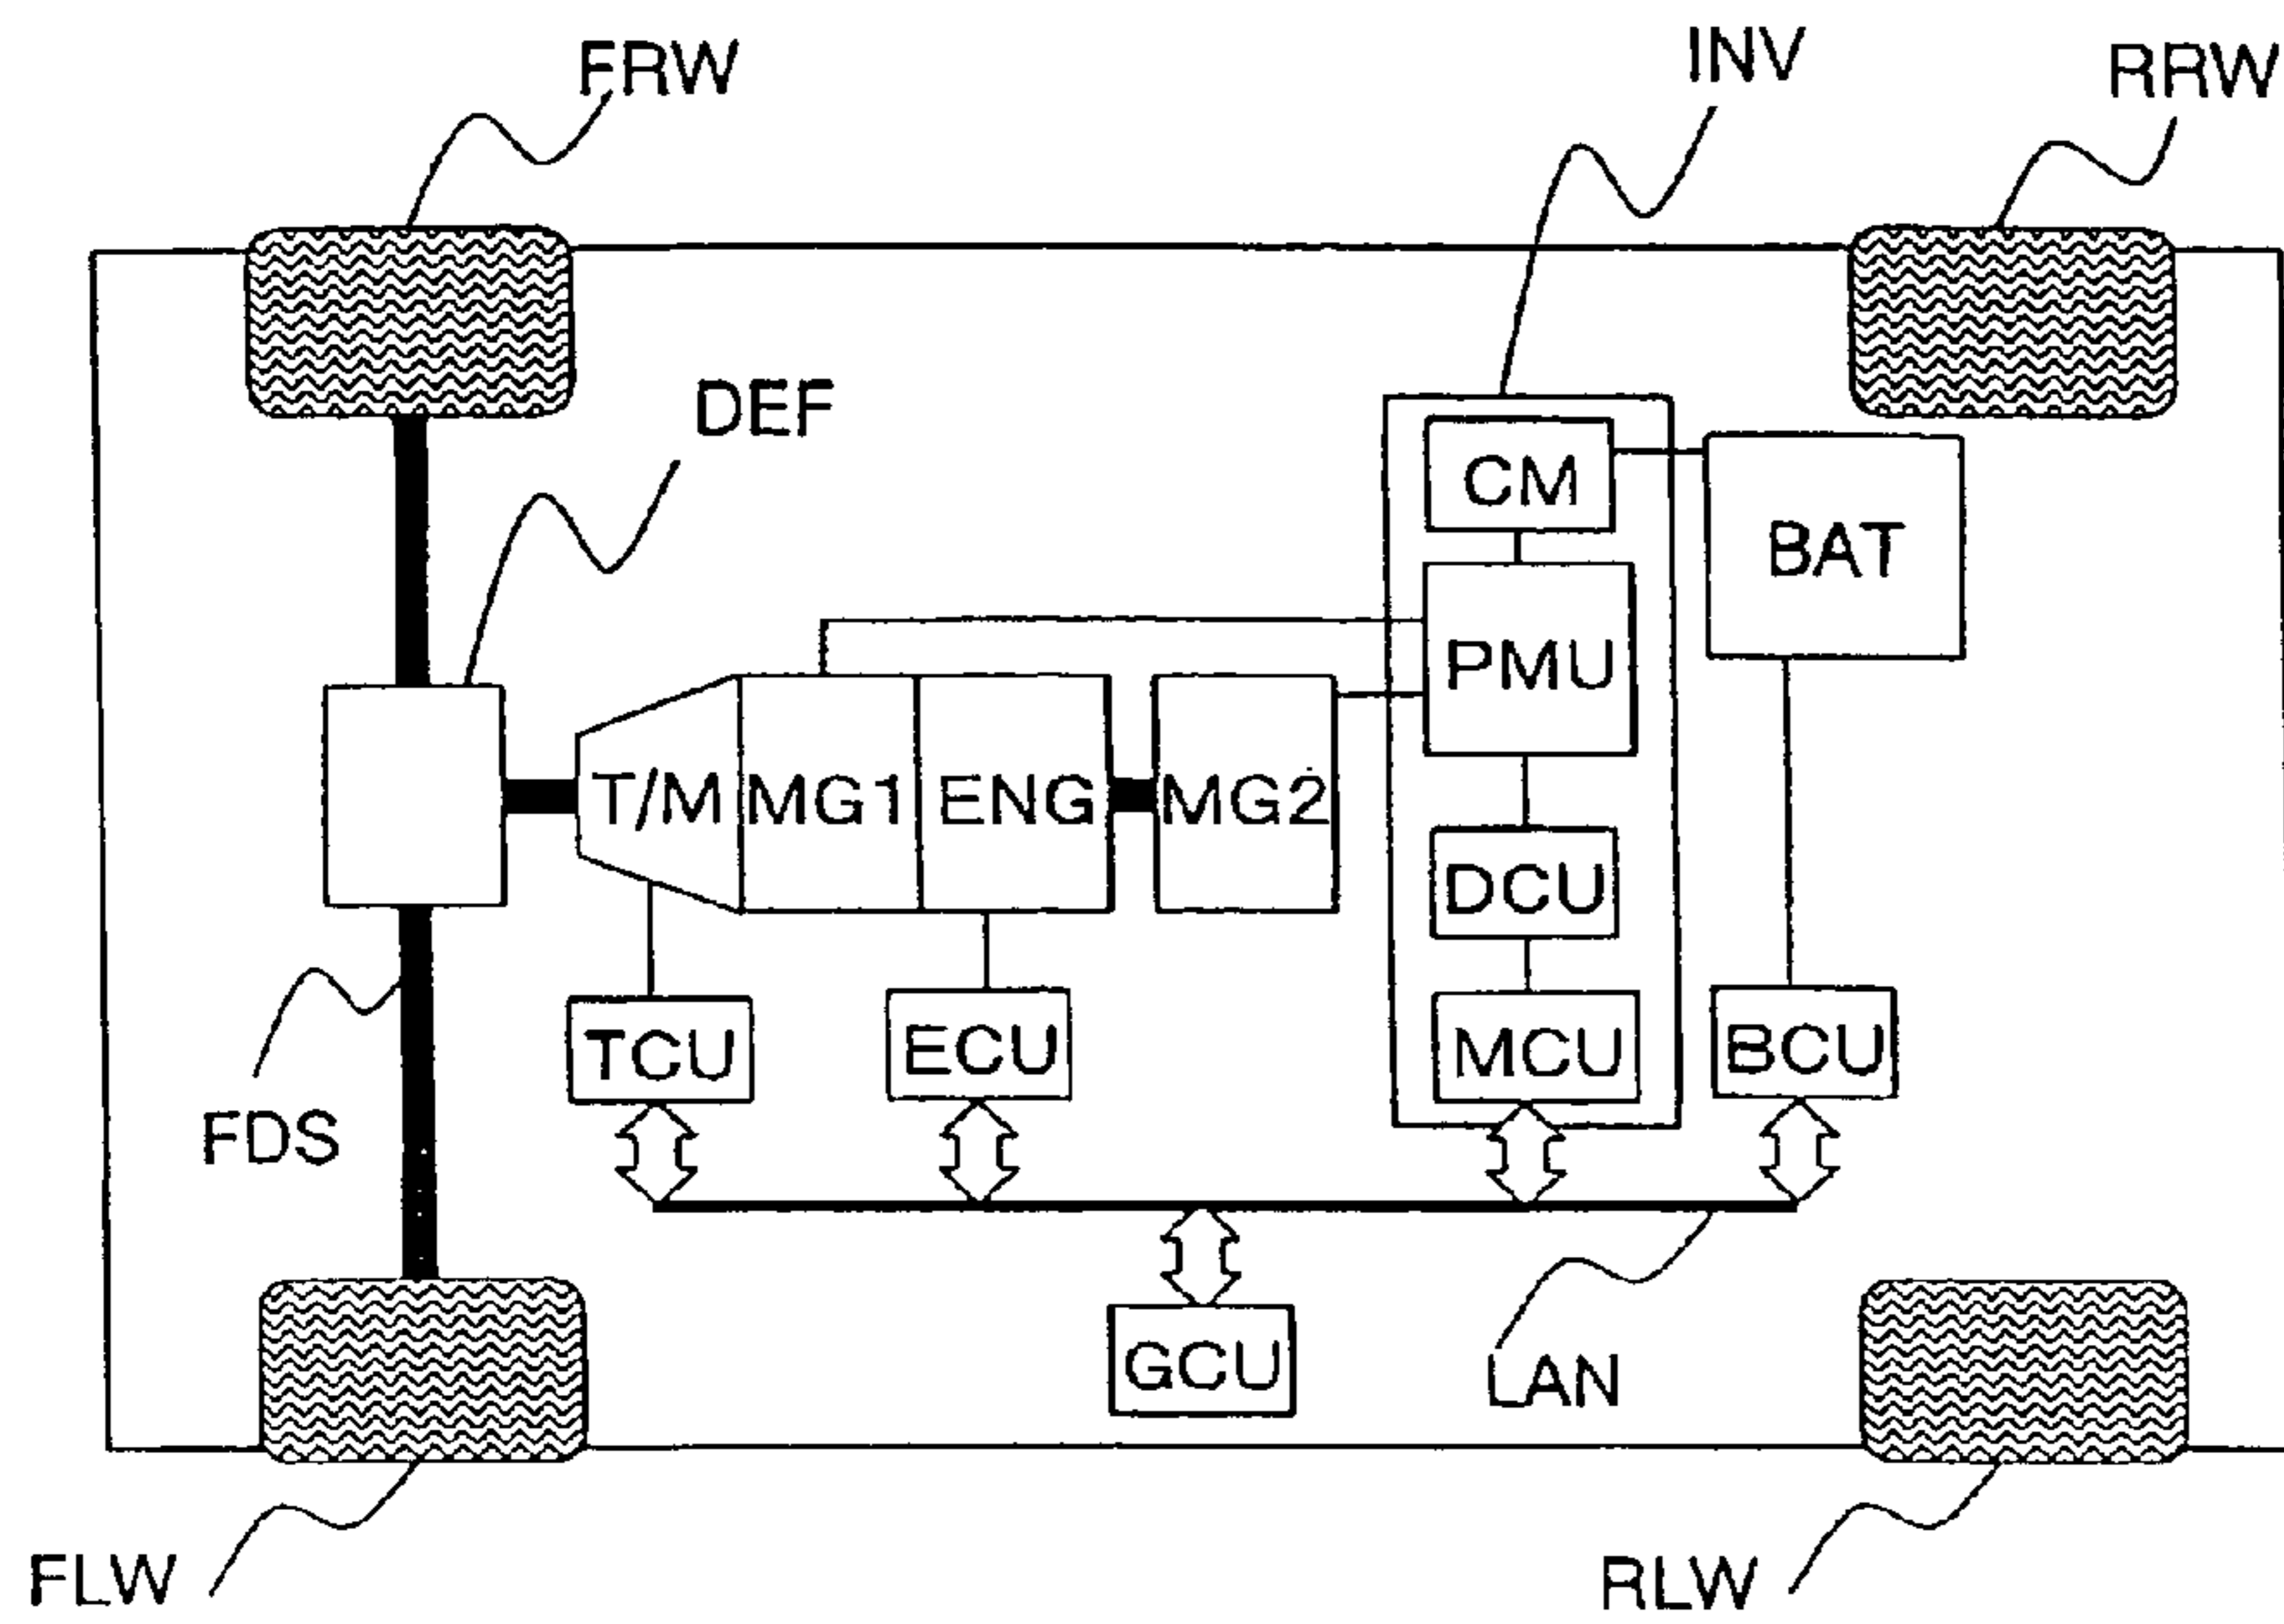 FRW
INV
RRW
DEF
CM
BAT
PMU
T/M
MG1
ENG
MG2
DCU
TCU
ECU
MCU
BCU
FDS
GCU
LAN
FLW
RLW